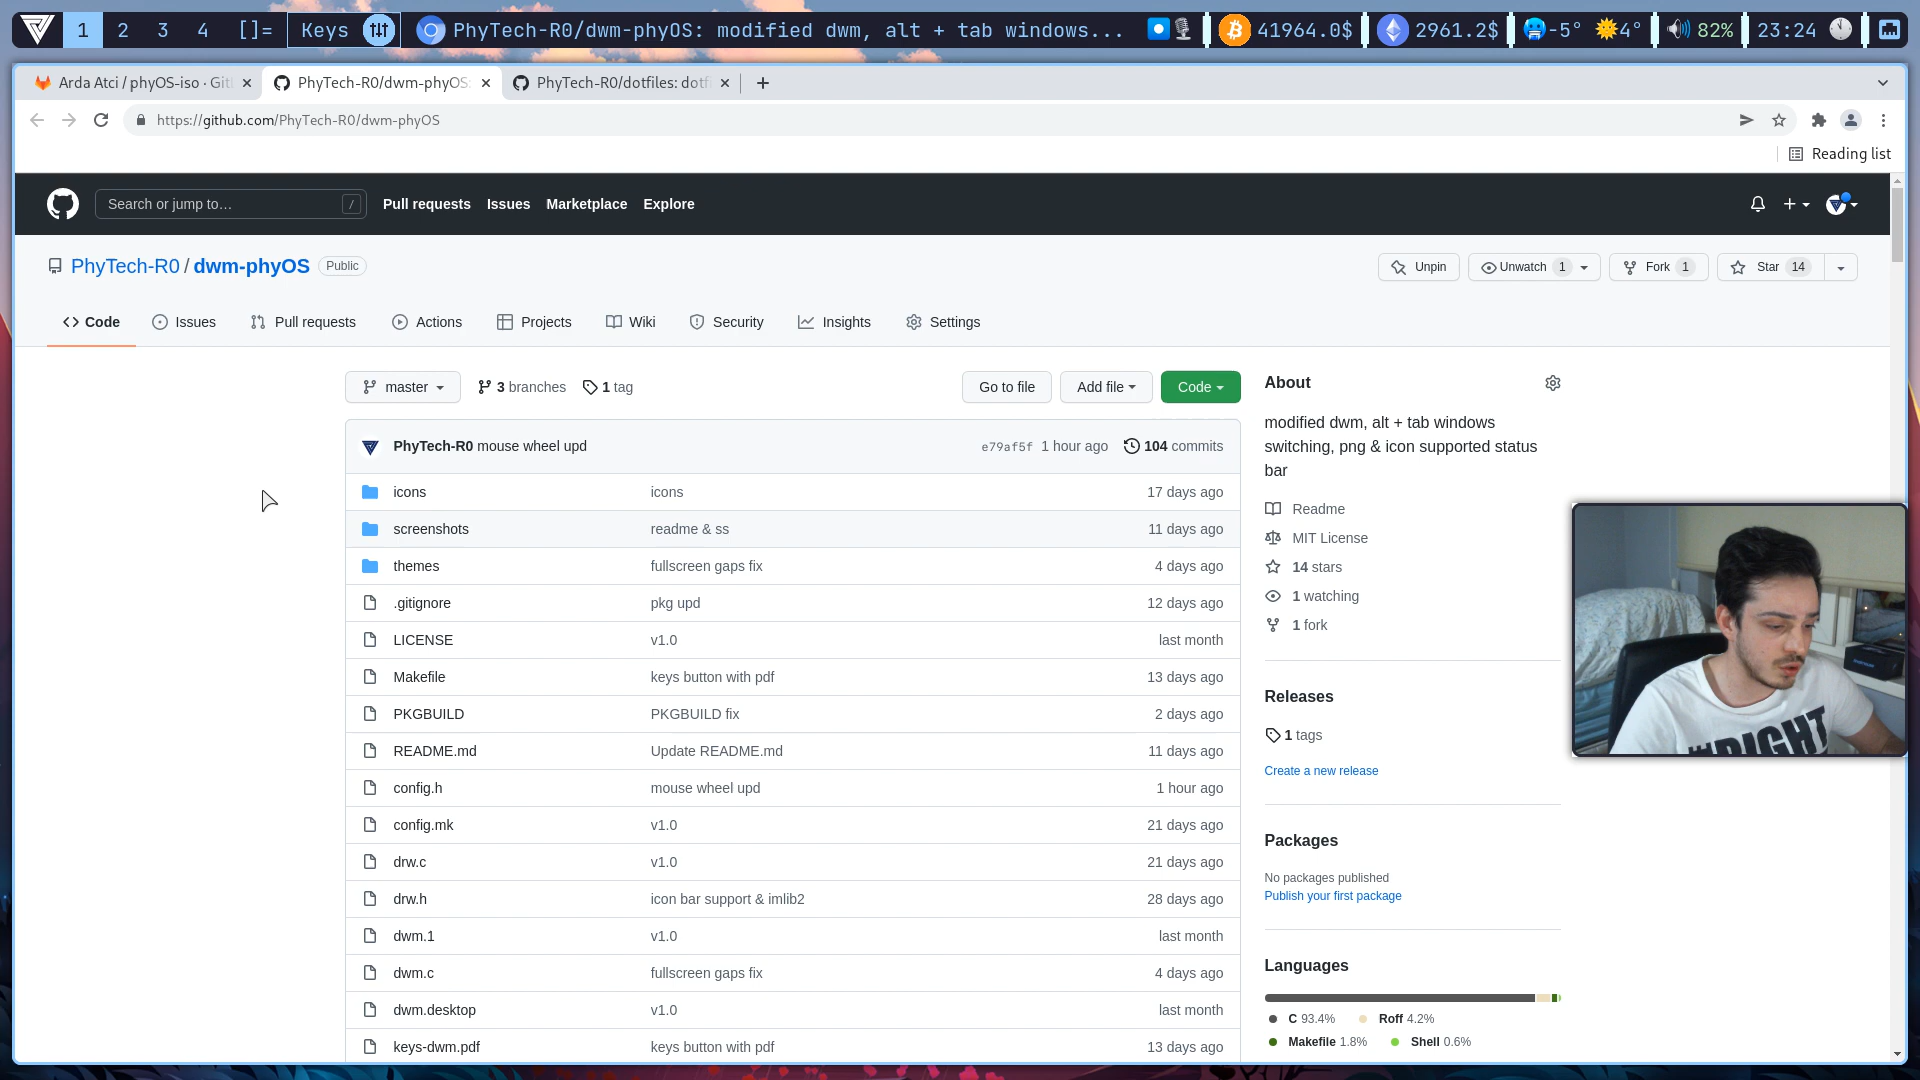 1 2 3 4 []= Keys PhyTech-R0/dwm-phyOS: modified dwm, alt + tab windows... 41964.0$ 2961.2$ -5° 4° 82% 23:24
Arda Atci / phyOS-iso · Git PhyTech-R0/dwm-phyOS: PhyTech-R0/dotfiles: dotf
https://github.com/PhyTech-R0/dwm-phyOS
Reading list
Search or jump to… / Pull requests Issues Marketplace Explore
PhyTech-R0 / dwm-phyOS Public Unpin Unwatch 1 Fork 1 Star 14
Code Issues Pull requests Actions Projects Wiki Security Insights Settings
master 3 branches 1 tag Go to file Add file Code
PhyTech-R0 mouse wheel upd e79af5f 1 hour ago 104 commits
icons icons 17 days ago
screenshots readme & ss 11 days ago
themes fullscreen gaps fix 4 days ago
.gitignore pkg upd 12 days ago
LICENSE v1.0 last month
Makefile keys button with pdf 13 days ago
PKGBUILD PKGBUILD fix 2 days ago
README.md Update README.md 11 days ago
config.h mouse wheel upd 1 hour ago
config.mk v1.0 21 days ago
drw.c v1.0 21 days ago
drw.h icon bar support & imlib2 28 days ago
dwm.1 v1.0 last month
dwm.c fullscreen gaps fix 4 days ago
dwm.desktop v1.0 last month
keys-dwm.pdf keys button with pdf 13 days ago
About
modified dwm, alt + tab windows
switching, png & icon supported status
bar
Readme
MIT License
14 stars
1 watching
1 fork
Releases
1 tags
Create a new release
Packages
No packages published
Publish your first package
Languages
C 93.4% Roff 4.2%
Makefile 1.8% Shell 0.6%